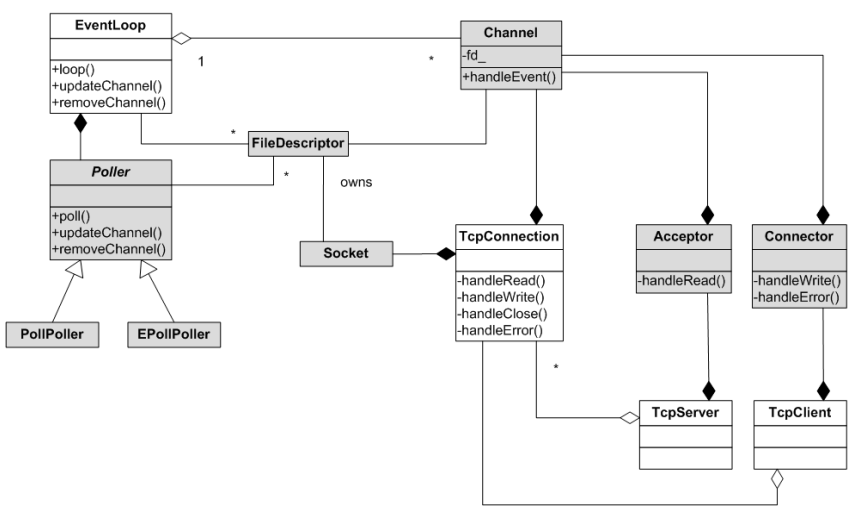 EventLoop
+loop()
+updateChannel()
+removeChannel()
1
*
Channel
-fd_
+handleEvent()
*
FileDescriptor
*
owns
Poller
+poll()
+updateChannel()
+removeChannel()
Socket
TcpConnection
-handleRead()
-handleWrite()
-handleClose()
-handleError()
Acceptor
-handleRead()
Connector
-handleWrite()
-handleError()
PollPoller
EPollPoller
*
TcpServer
TcpClient